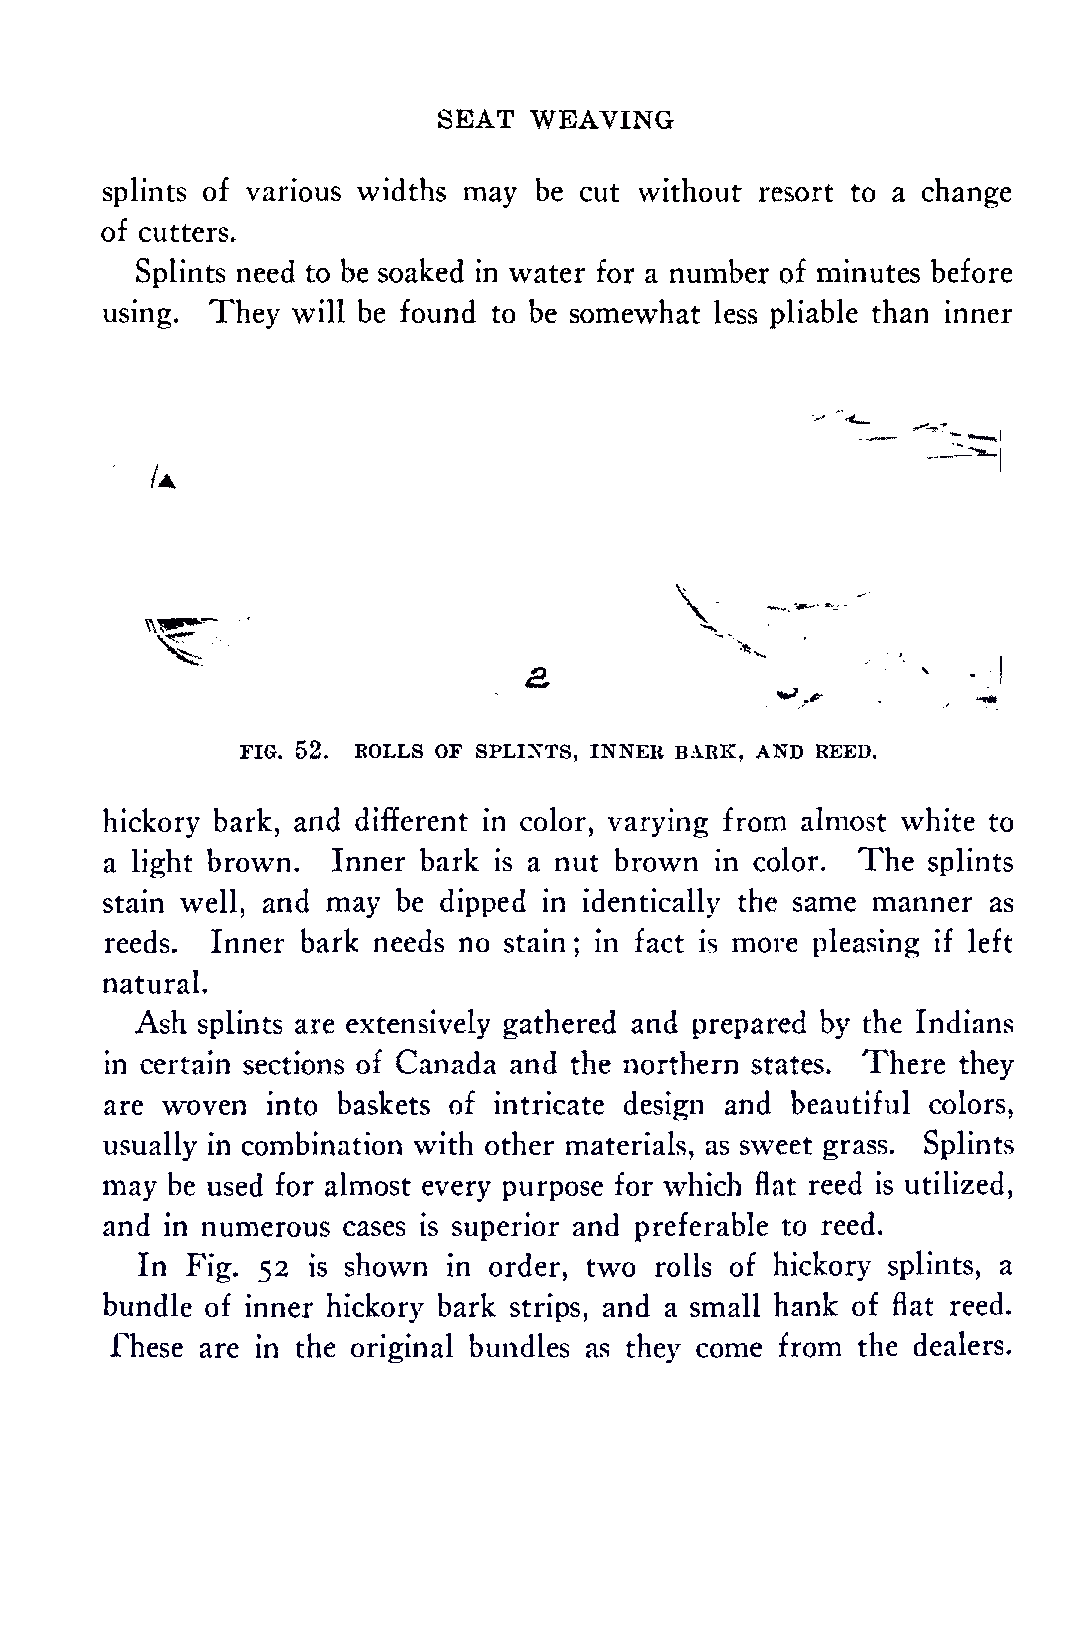 SEAT WEAVING
splints of various widths may be cut without resort to a change
of cutters.
Splints need to be soaked in water for a number of minutes before
using. They will be found to be somewhat less pliable than inner
2
FIG. 52. ROLLS OF SPLINTS, INNER BARK, AND REED.
hickory bark, and different in color, varying from almost white to
a light brown. Inner bark is a nut brown in color. The splints
stain well, and may be dipped in identically the same manner as
reeds. Inner bark needs no stain; in fact is more pleasing if left
natural.
Ash splints are extensively gathered and prepared by the Indians
in certain sections of Canada and the northern states. There they
are woven into baskets of intricate design and beautiful colors,
usually in combination with other materials, as sweet grass. Splints
may be used for almost every purpose for which flat reed is utilized,
and in numerous cases is superior and preferable to reed.
In Fig. 52 is shown in order, two rolls of hickory splints, a
bundle of inner hickory bark strips, and a small hank of flat reed.
These are in the original bundles as they come from the dealers.